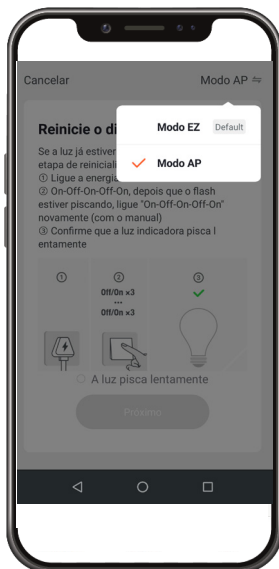 Cancelar
Modo AP
Modo EZ Default
Modo AP
Reinicie o di
Se a luz já estiver
etapa de reiniciali
① Ligue a energia
② On-Off-On-Off-On, depois que o flash
estiver piscando, ligue "On-Off-On-Off-On"
novamente (com o manual)
③ Confirme que a luz indicadora pisca l
entamente
① ② ③
Off/On ×3
...
Off/On ×3
A luz pisca lentamente
Próximo